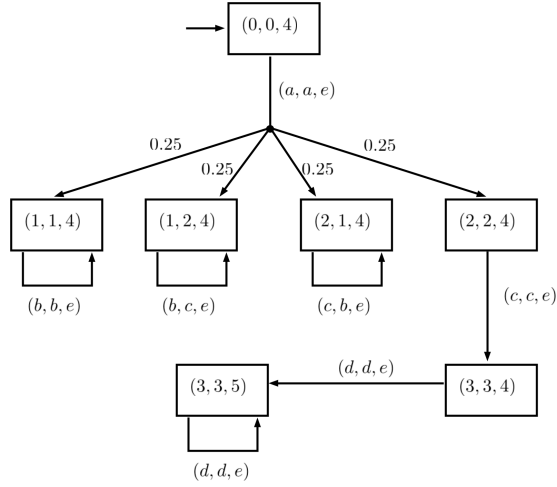 (0, 0, 4)
(a, a, e)
0.25
0.25
0.25
0.25
(1, 1, 4)
(1, 2, 4)
(2, 1, 4)
(2, 2, 4)
(b, b, e)
(b, c, e)
(c, b, e)
(c, c, e)
(d, d, e)
(3, 3, 5)
(3, 3, 4)
(d, d, e)